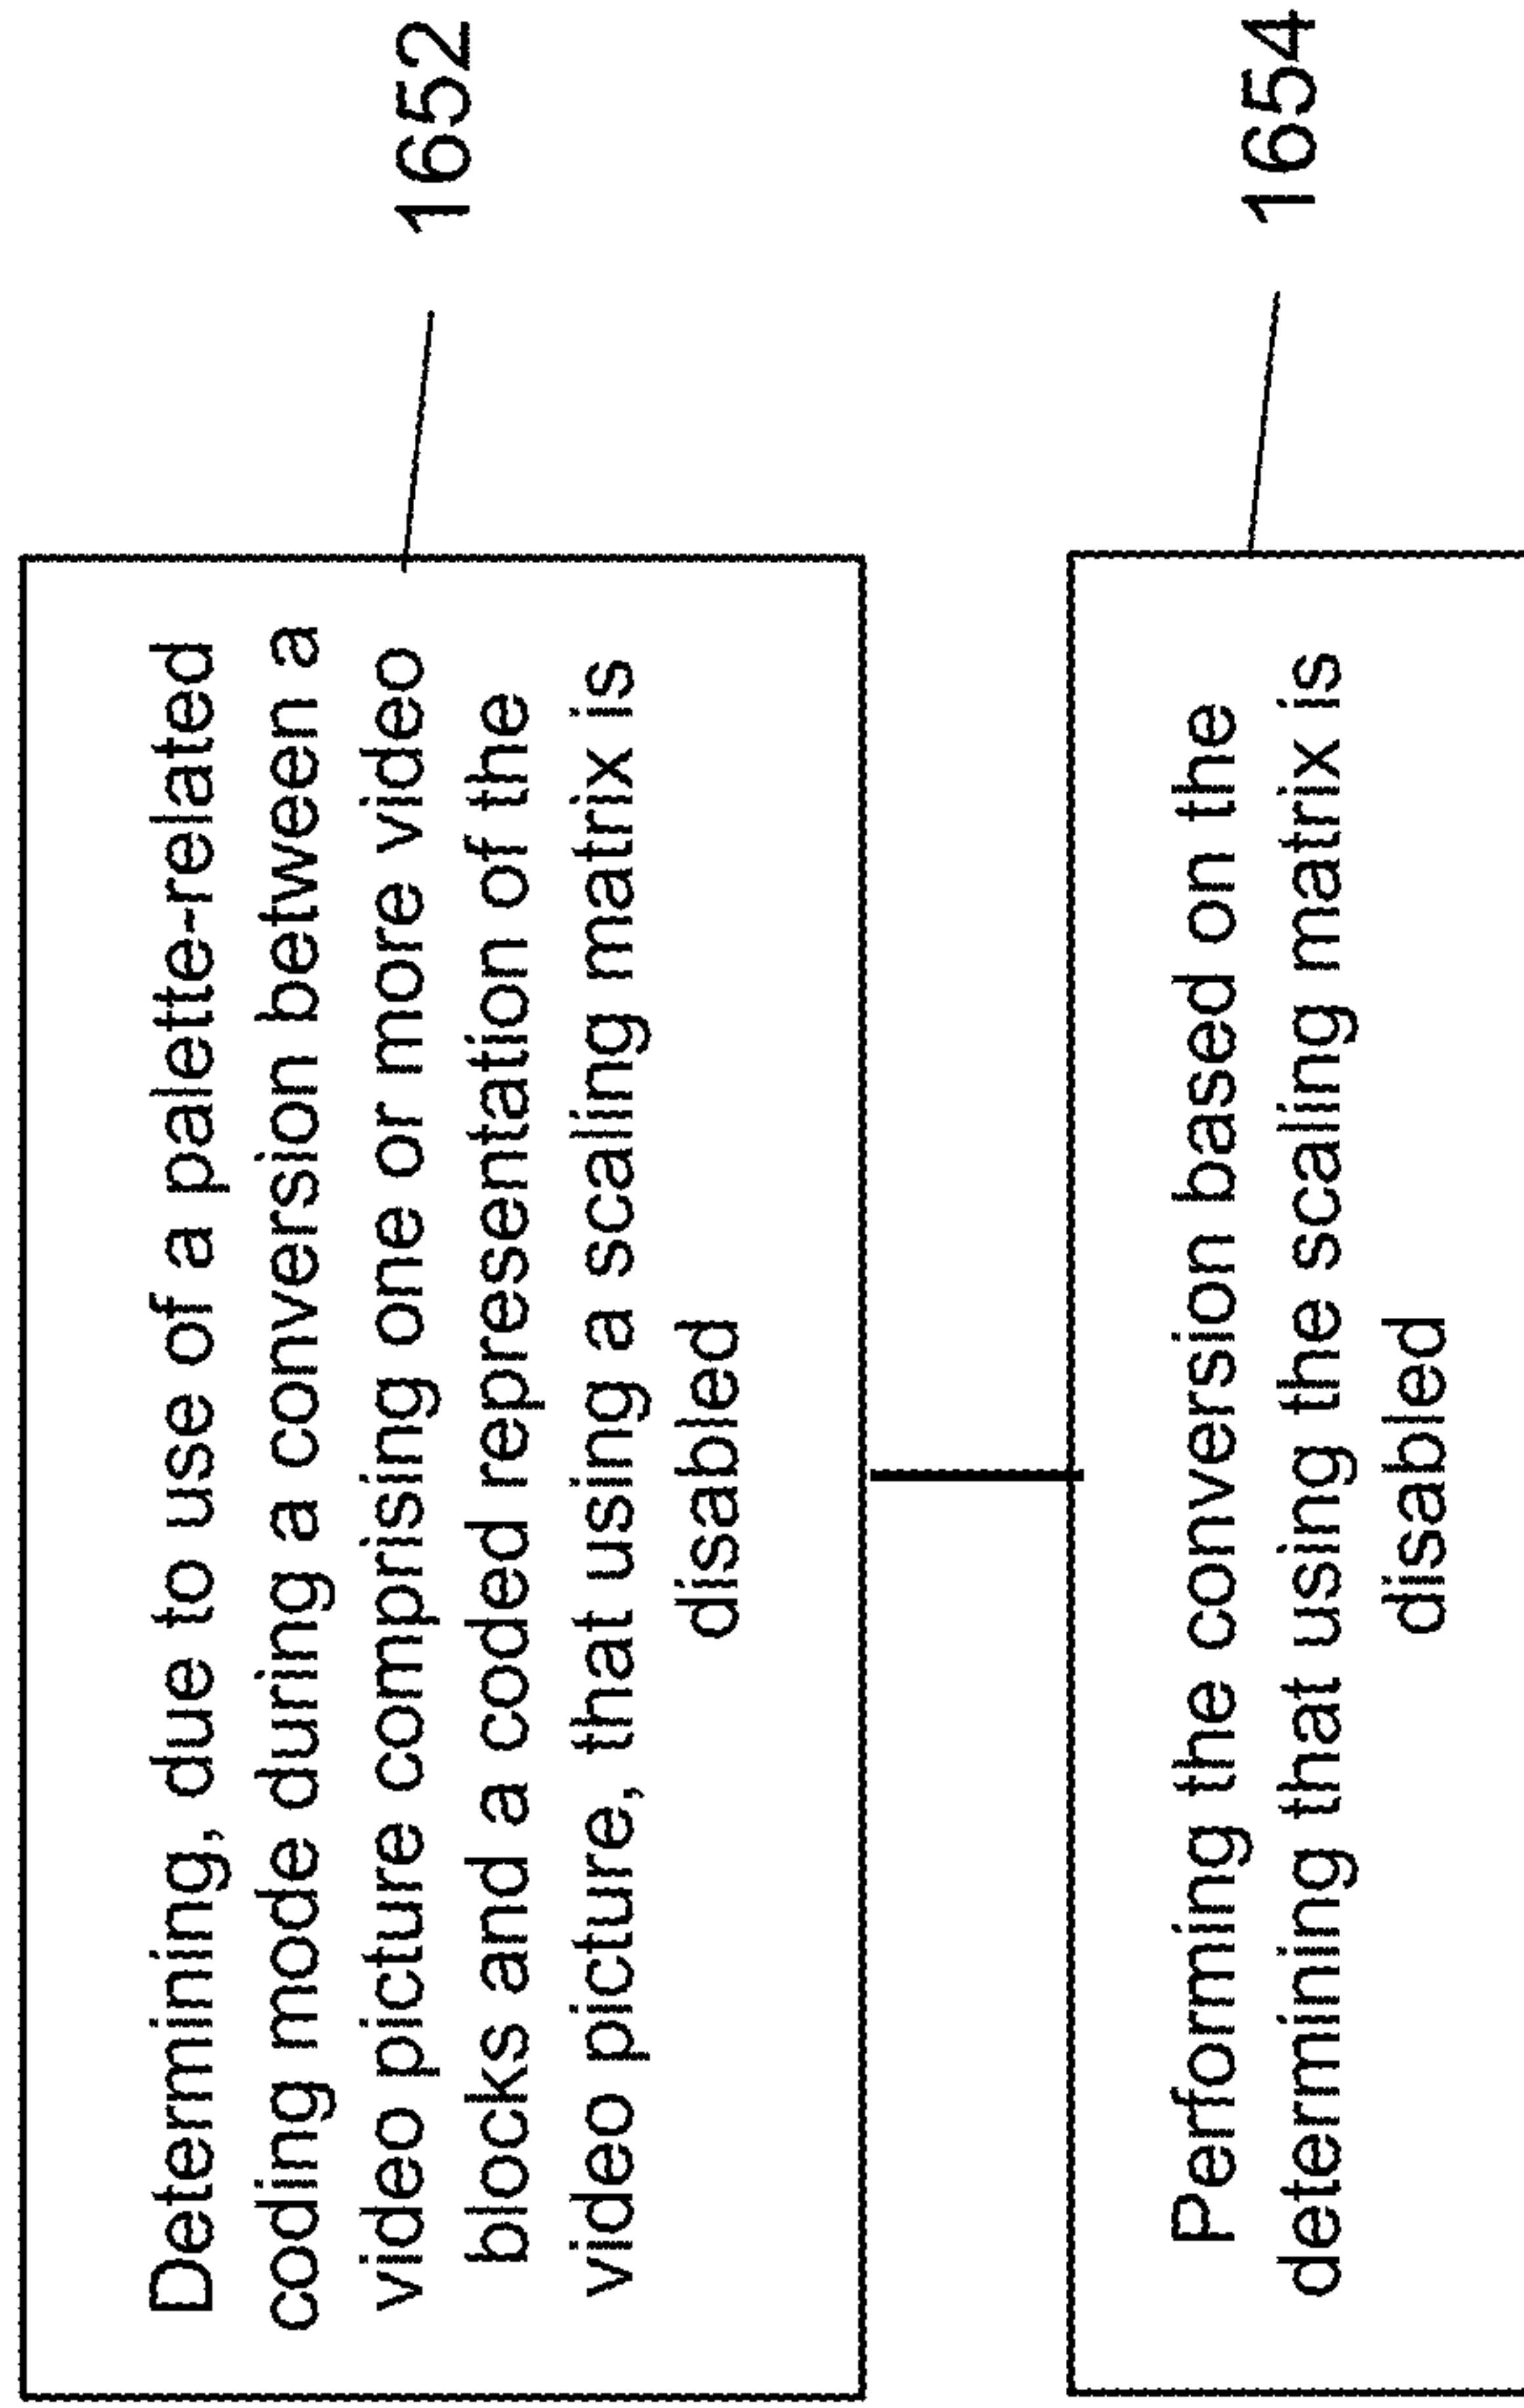 Determining, due to use of a palette-related
coding mode during a conversion between a
video picture comprising one or more video
blocks and a coded representation of the
video picture, that using a scaling matrix is
disabled
1652
Performing the conversion based on the
determining that using the scaling matrix is
disabled
1654